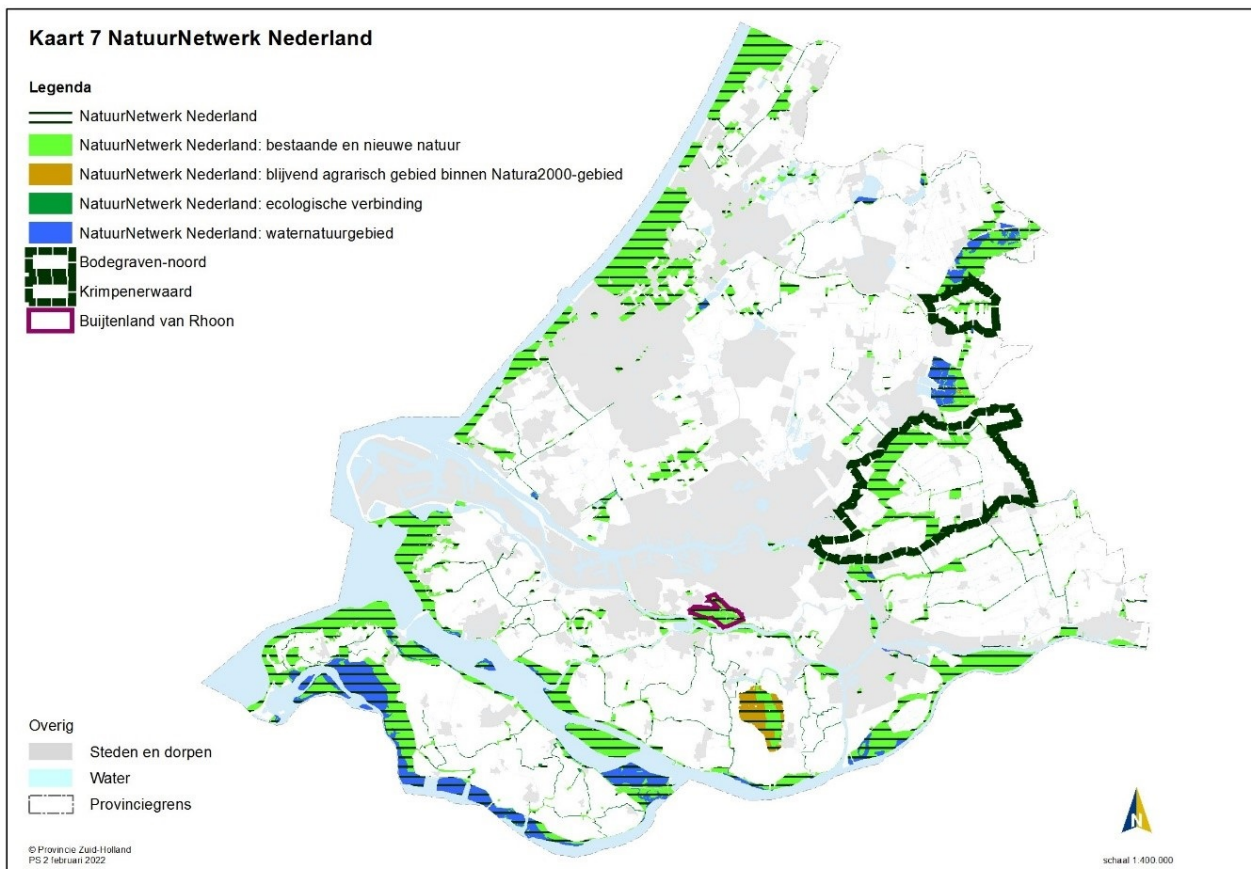 Kaart 7 NatuurNetwerk Nederland
Legenda
NatuurNetwerk Nederland
NatuurNetwerk Nederland: bestaande en nieuwe natuur
NatuurNetwerk Nederland: blijvend agrarisch gebied binnen Natura2000-gebied
NatuurNetwerk Nederland: ecologische verbinding
NatuurNetwerk Nederland: waternatuurgebied
Bodegraven-noord
Krimpenerwaard
Buijtenland van Rhoon
Overig
Steden en dorpen
Water
Provinciegrens
© Provincie Zuid-Holland
PS 2 februari 2022
N
schaal 1:400.000